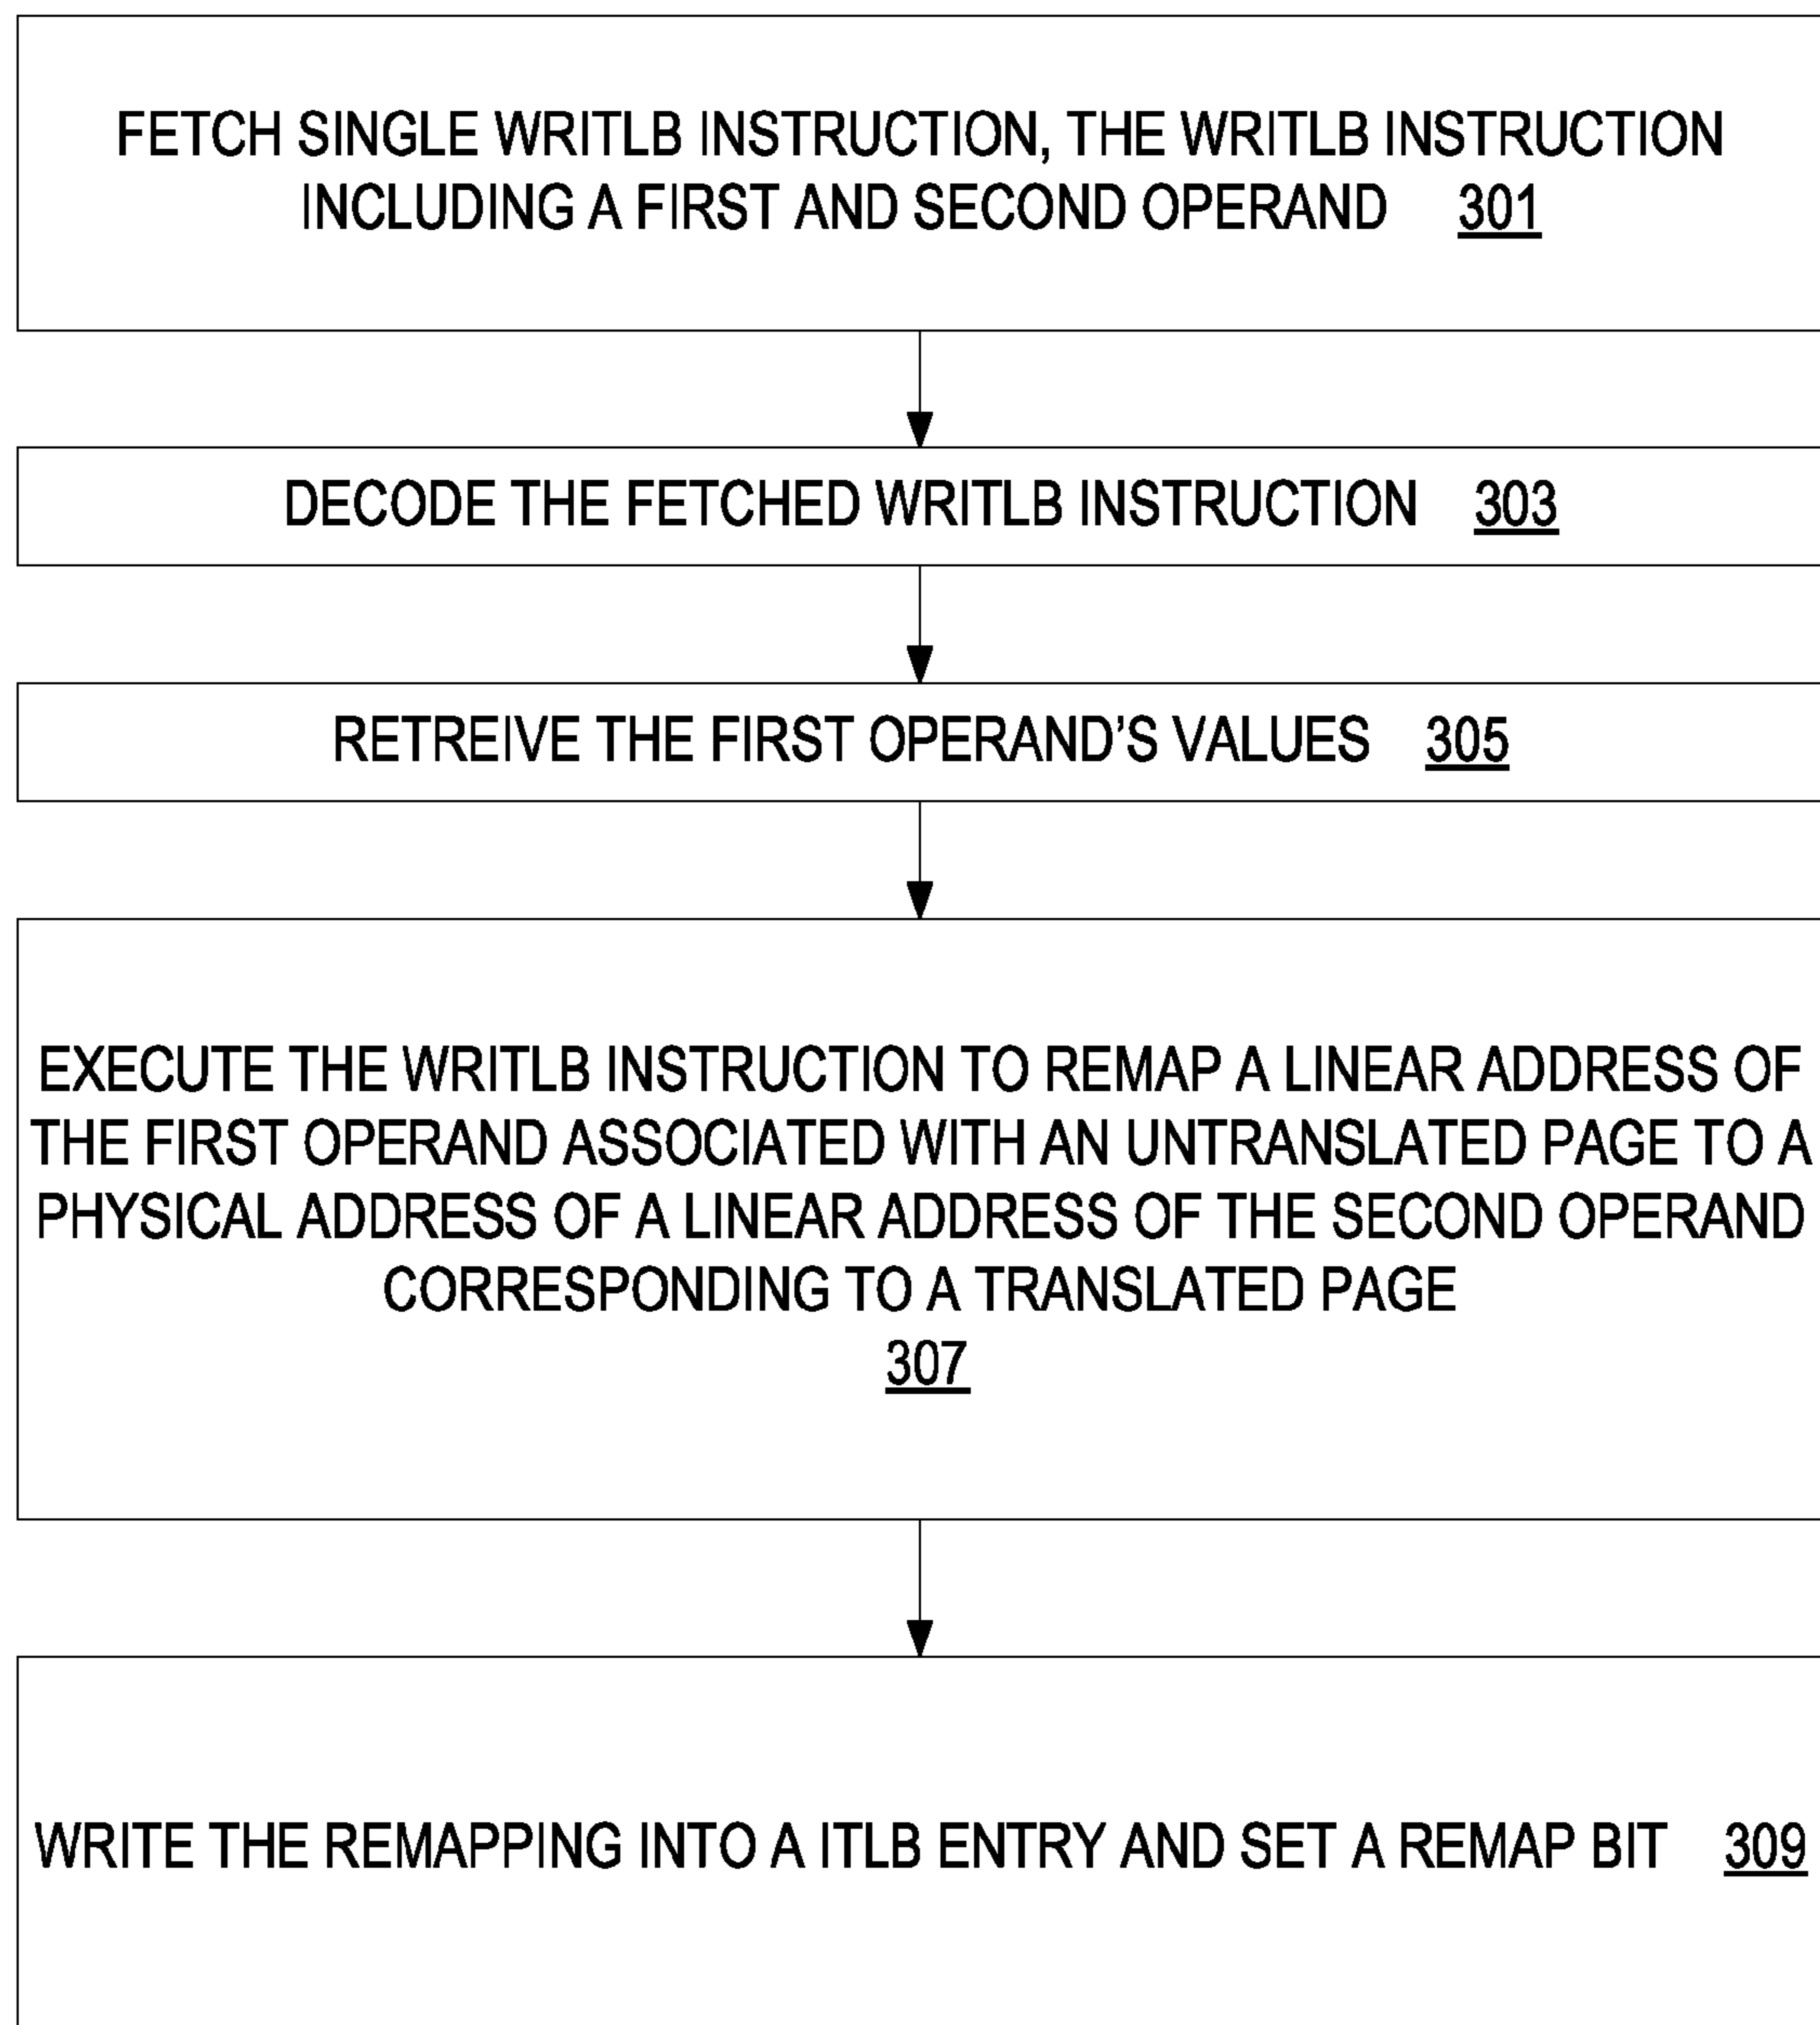 FETCH SINGLE WRITLB INSTRUCTION, THE WRITLB INSTRUCTION
INCLUDING A FIRST AND SECOND OPERAND 301
DECODE THE FETCHED WRITLB INSTRUCTION 303
RETREIVE THE FIRST OPERAND'S VALUES 305
EXECUTE THE WRITLB INSTRUCTION TO REMAP A LINEAR ADDRESS OF
THE FIRST OPERAND ASSOCIATED WITH AN UNTRANSLATED PAGE TO A
PHYSICAL ADDRESS OF A LINEAR ADDRESS OF THE SECOND OPERAND
CORRESPONDING TO A TRANSLATED PAGE
307
WRITE THE REMAPPING INTO A ITLB ENTRY AND SET A REMAP BIT 309